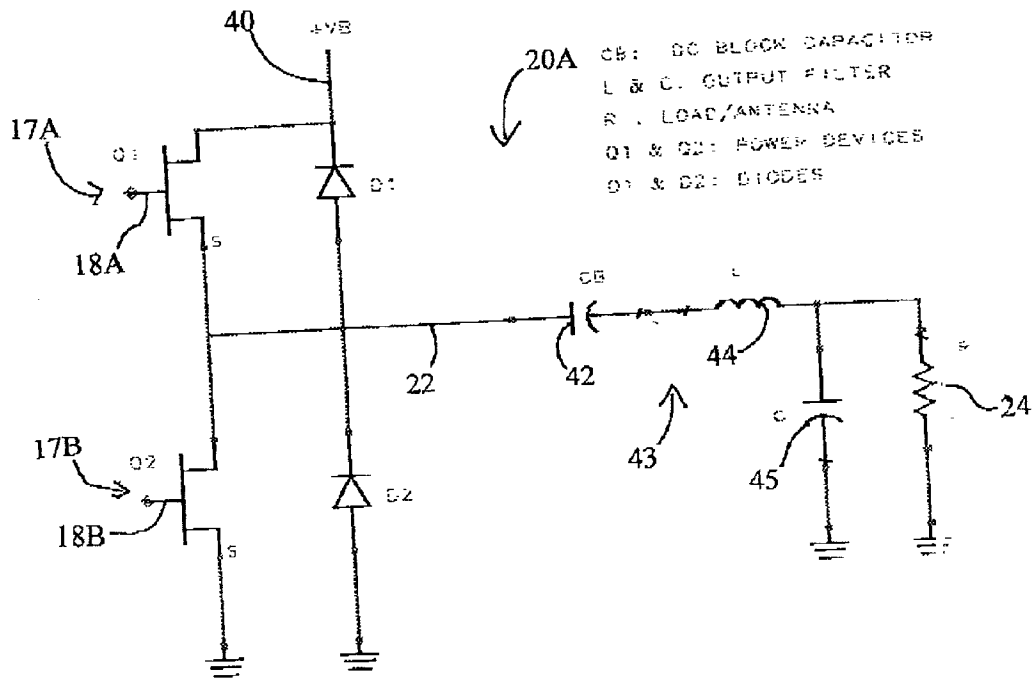 40
+VB
20A
CB: DC BLOCK CAPACITOR
L & C. OUTPUT FILTER
R . LOAD/ANTENNA
Q1 & Q2: POWER DEVICES
D1 & D2: DIODES
17A
Q1
D1
18A
S
CB
L
22
42
44
R
24
C
45
43
17B
Q2
D2
18B
S